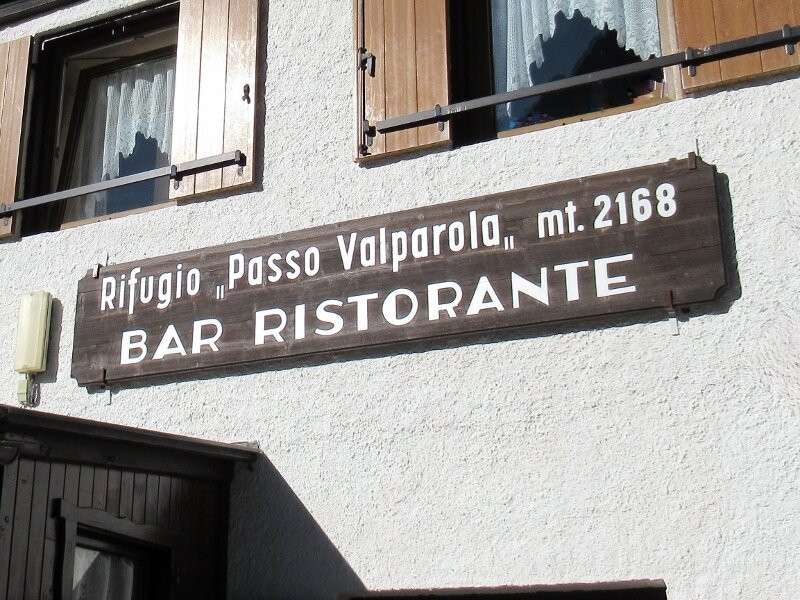 Rifugio „Passo Valparola„ mt. 2168
BAR RISTORANTE